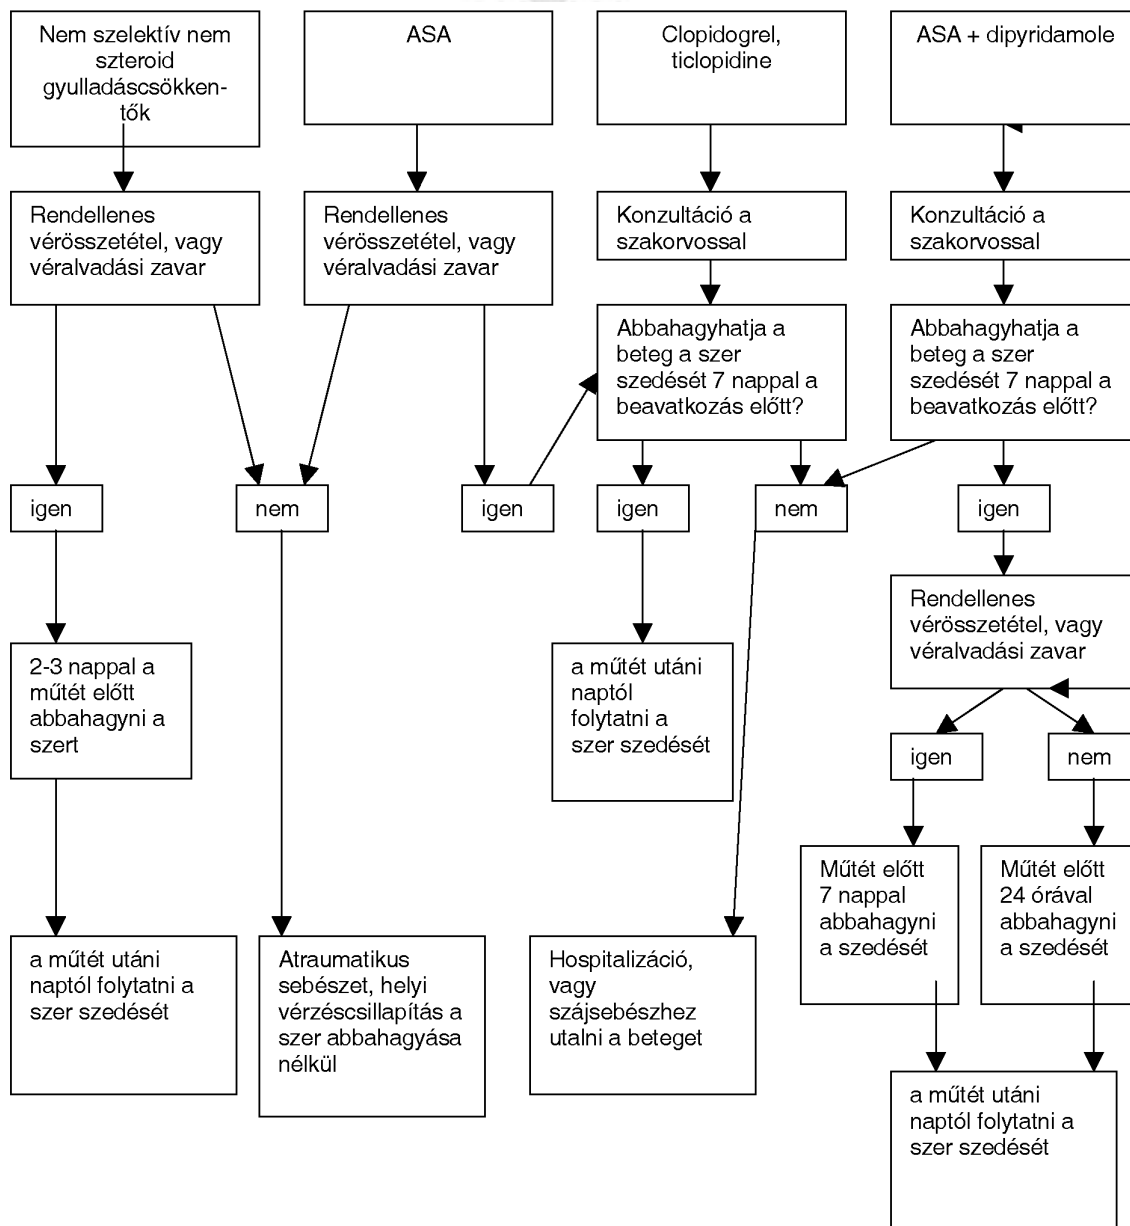 Nem szelektív nem
szteroid
gyulladáscsökken-
tők
ASA
Clopidogrel,
ticlopidine
ASA + dipyridamole
Rendellenes
vérösszetétel, vagy
véralvadási zavar
Rendellenes
vérösszetétel, vagy
véralvadási zavar
Konzultáció a
szakorvossal
Konzultáció a
szakorvossal
Abbahagyhatja a
beteg a szer
szedését 7 nappal a
beavatkozás előtt?
Abbahagyhatja a
beteg a szer
szedését 7 nappal a
beavatkozás előtt?
igen
nem
igen
igen
nem
igen
Rendellenes
vérösszetétel, vagy
véralvadási zavar
2-3 nappal a
műtét előtt
abbahagyni a
szert
a műtét utáni
naptól
folytatni a
szer szedését
igen
nem
Műtét előtt
7 nappal
abbahagyni
a szedését
Műtét előtt
24 órával
abbahagyni
a szedését
a műtét utáni
naptól folytatni a
szer szedését
Atraumatikus
sebészet, helyi
vérzéscsillapítás a
szer abbahagyása
nélkül
Hospitalizáció,
vagy
szájsebészhez
utalni a beteget
a műtét utáni
naptól folytatni a
szer szedését